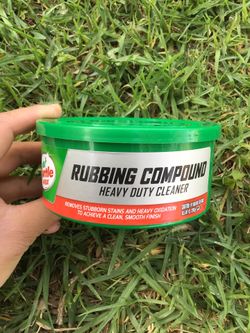 RUBBING COMPOUND
HEAVY DUTY CLEANER
REMOVES STUBBORN STAINS AND HEAVY OXIDATION
TO ACHIEVE A CLEAN, SMOOTH FINISH